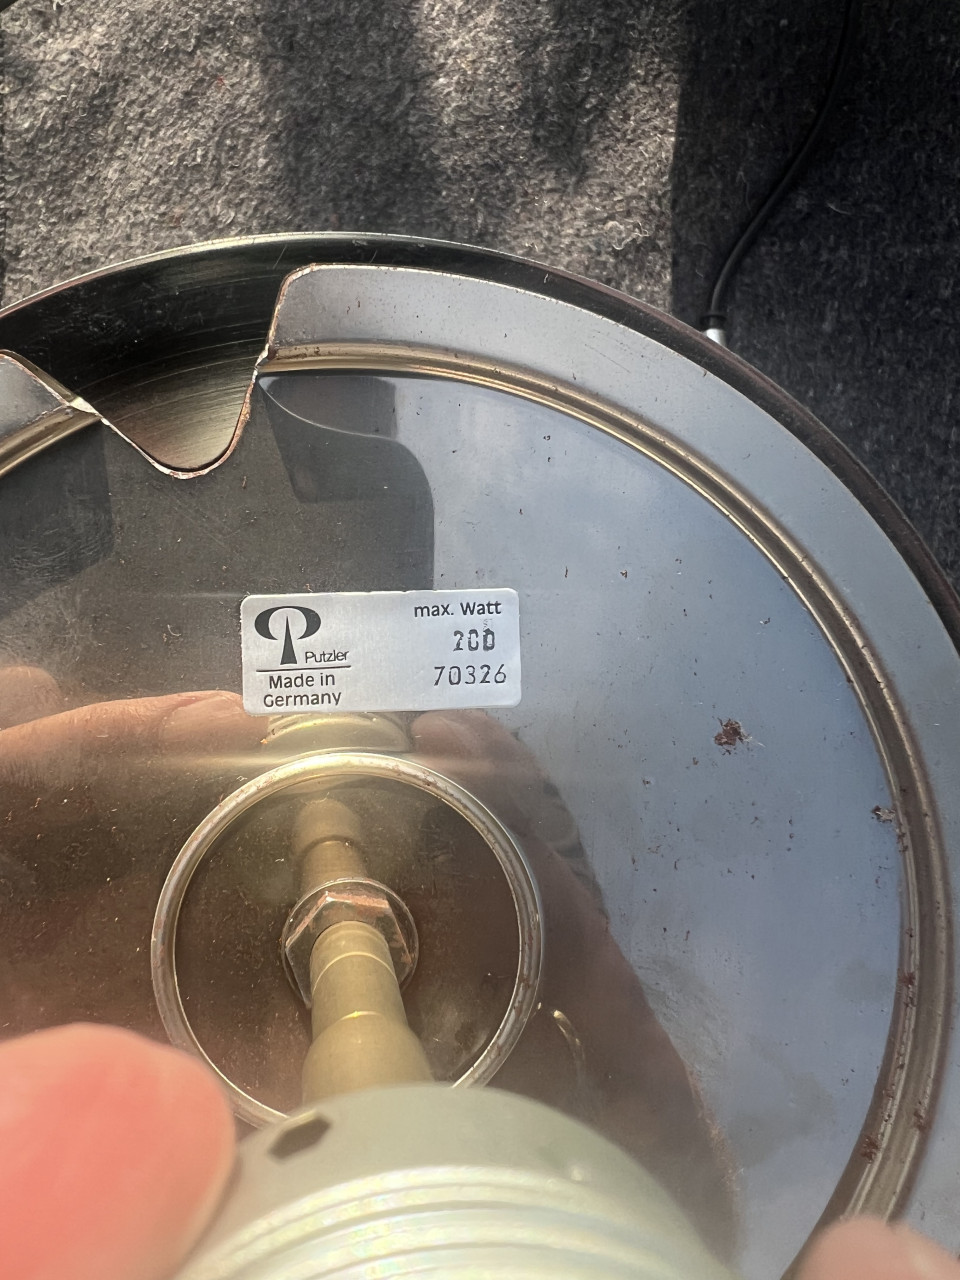 max. Watt
200
Putzler
70326
Made in
Germany